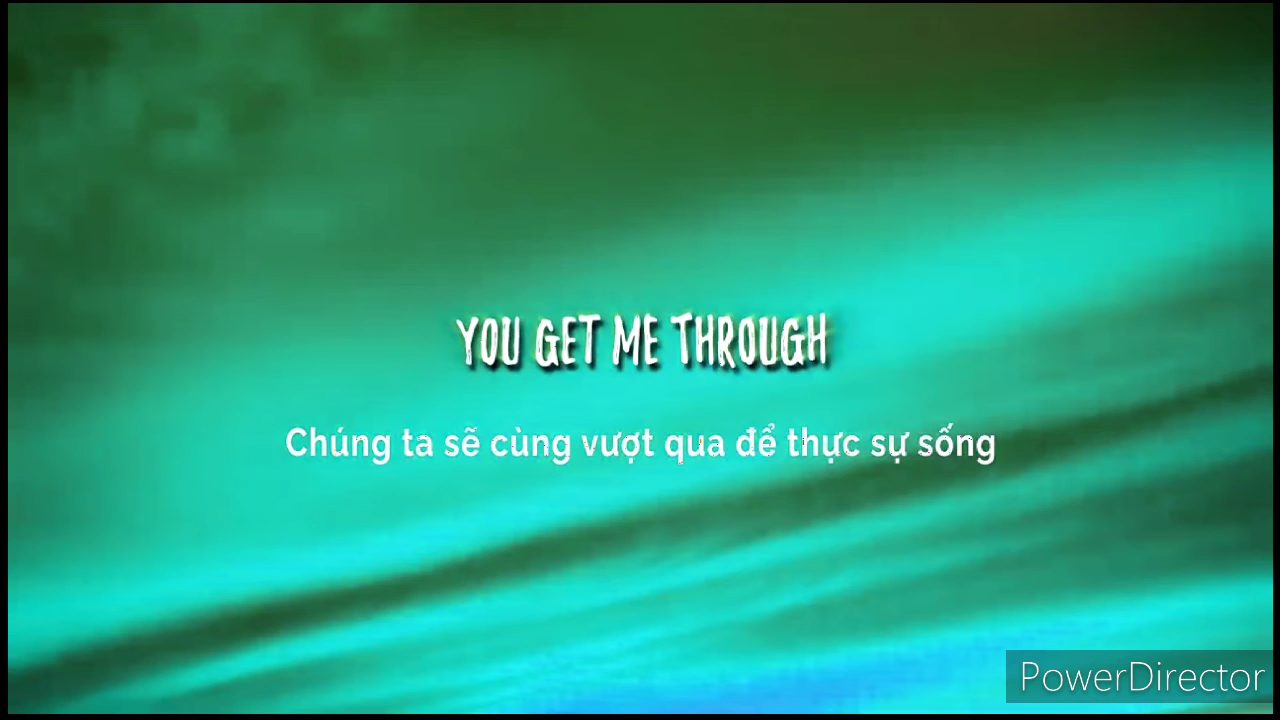 YOU GET ME THROUGH
Chúng ta sẽ cùng vượt qua để thực sự sống
PowerDirector